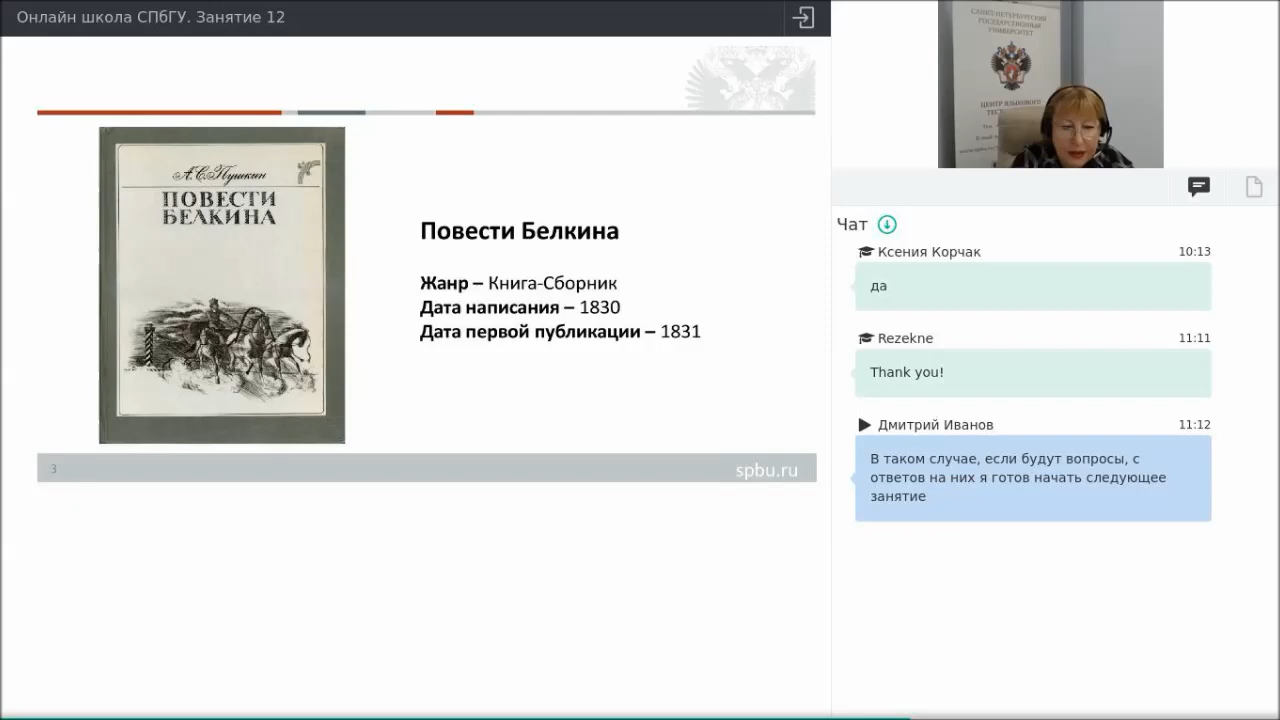 Онлайн школа СПбГУ. Занятие 12
А.С.Пушкин
ПОВЕСТИ
БЕЛКИНА
Повести Белкина
Жанр – Книга-Сборник
Дата написания – 1830
Дата первой публикации – 1831
3
spbu.ru
САНКТ-ПЕТЕРБУРГСКИЙ
ГОСУДАРСТВЕННЫЙ
УНИВЕРСИТЕТ
ЦЕНТР ЯЗЫКОВОГО
Чат
Ксения Корчак 10:13
да
Rezekne 11:11
Thank you!
Дмитрий Иванов 11:12
В таком случае, если будут вопросы, с
ответов на них я готов начать следующее
занятие